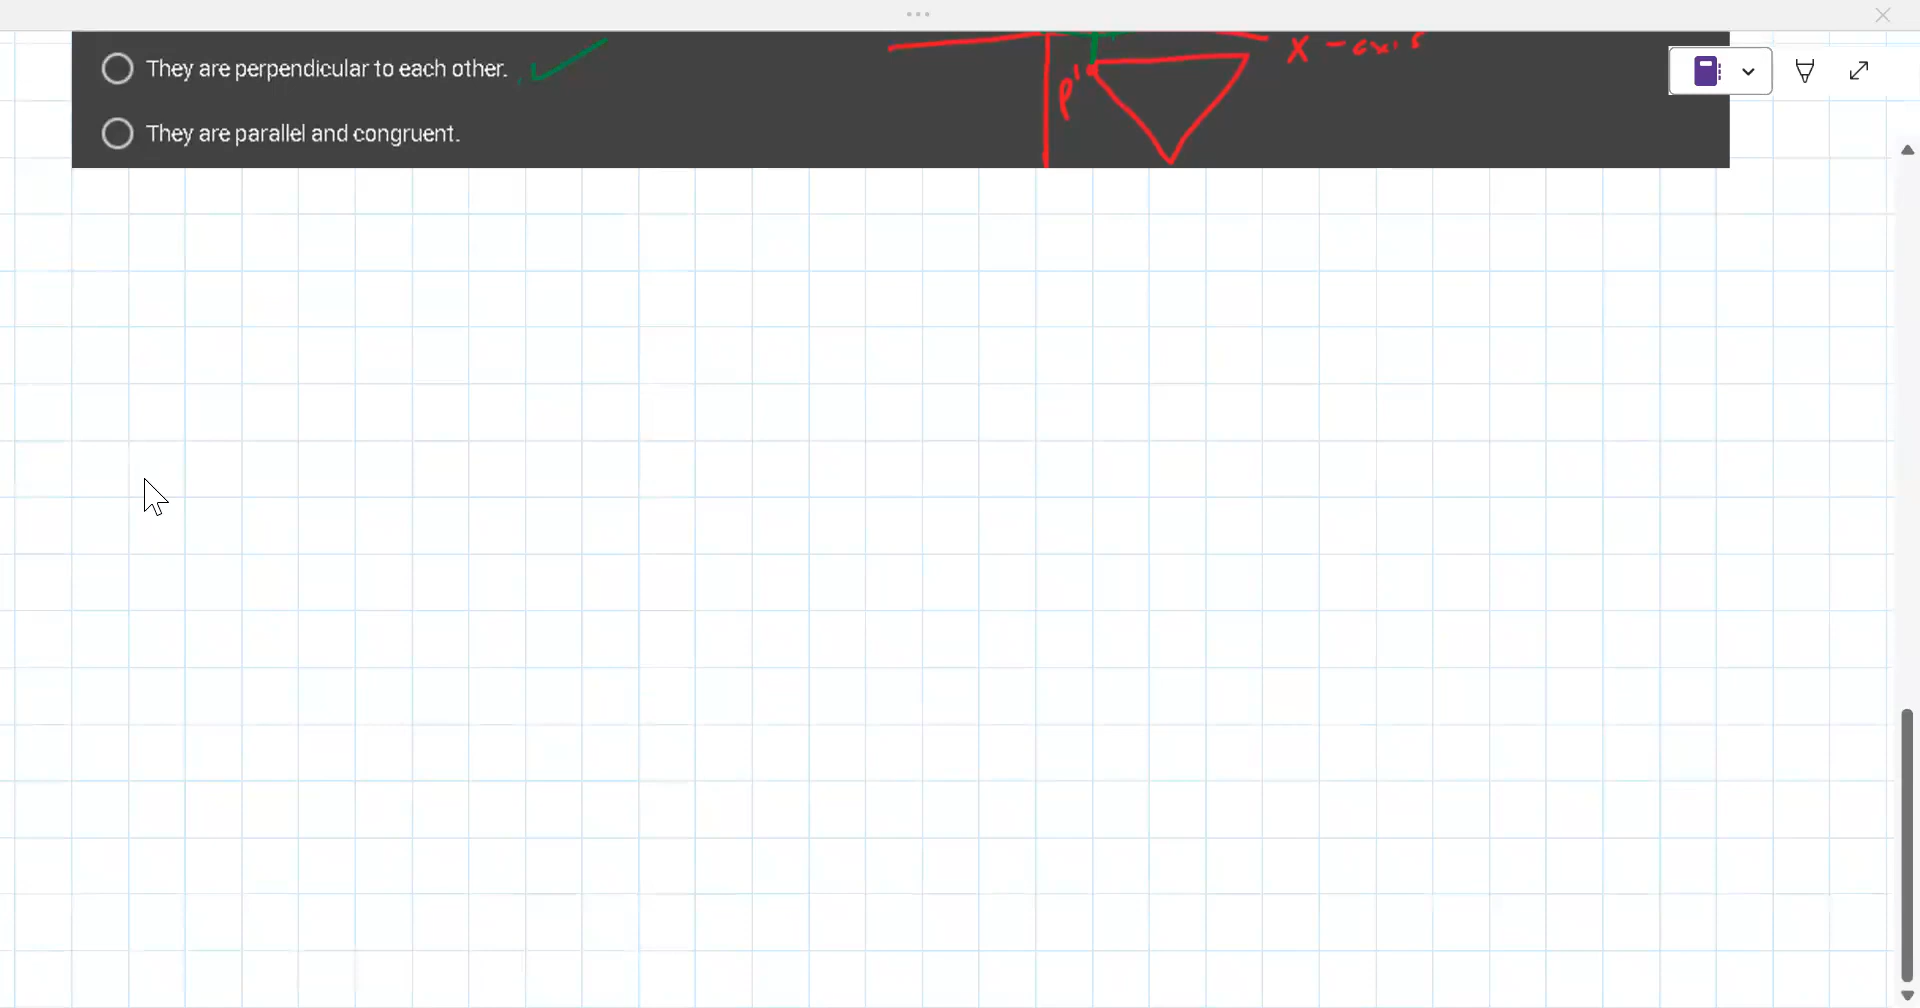 They are perpendicular to each other.
X - axis
P'
They are parallel and congruent.